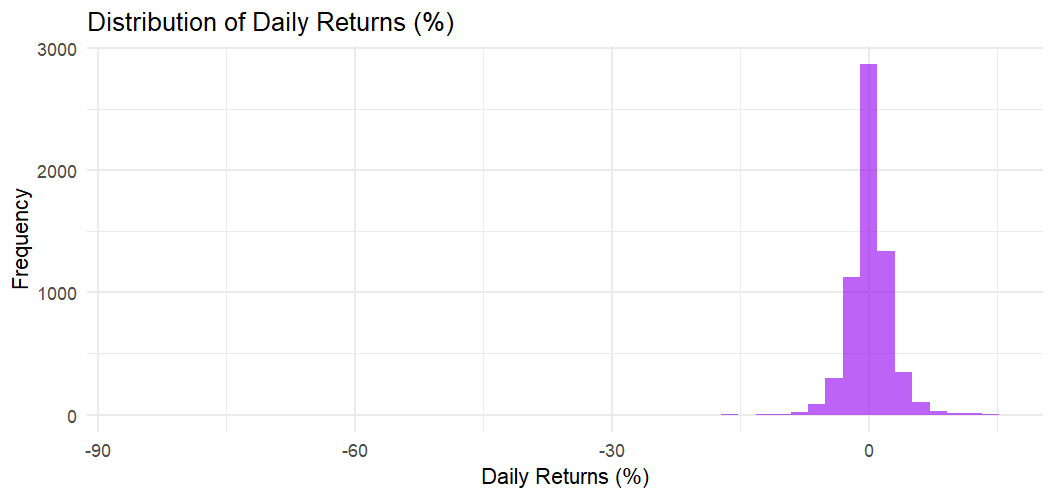 Distribution of Daily Returns (%)
3000
2000
1000
0
Frequency
-90 -60 -30 0
Daily Returns (%)